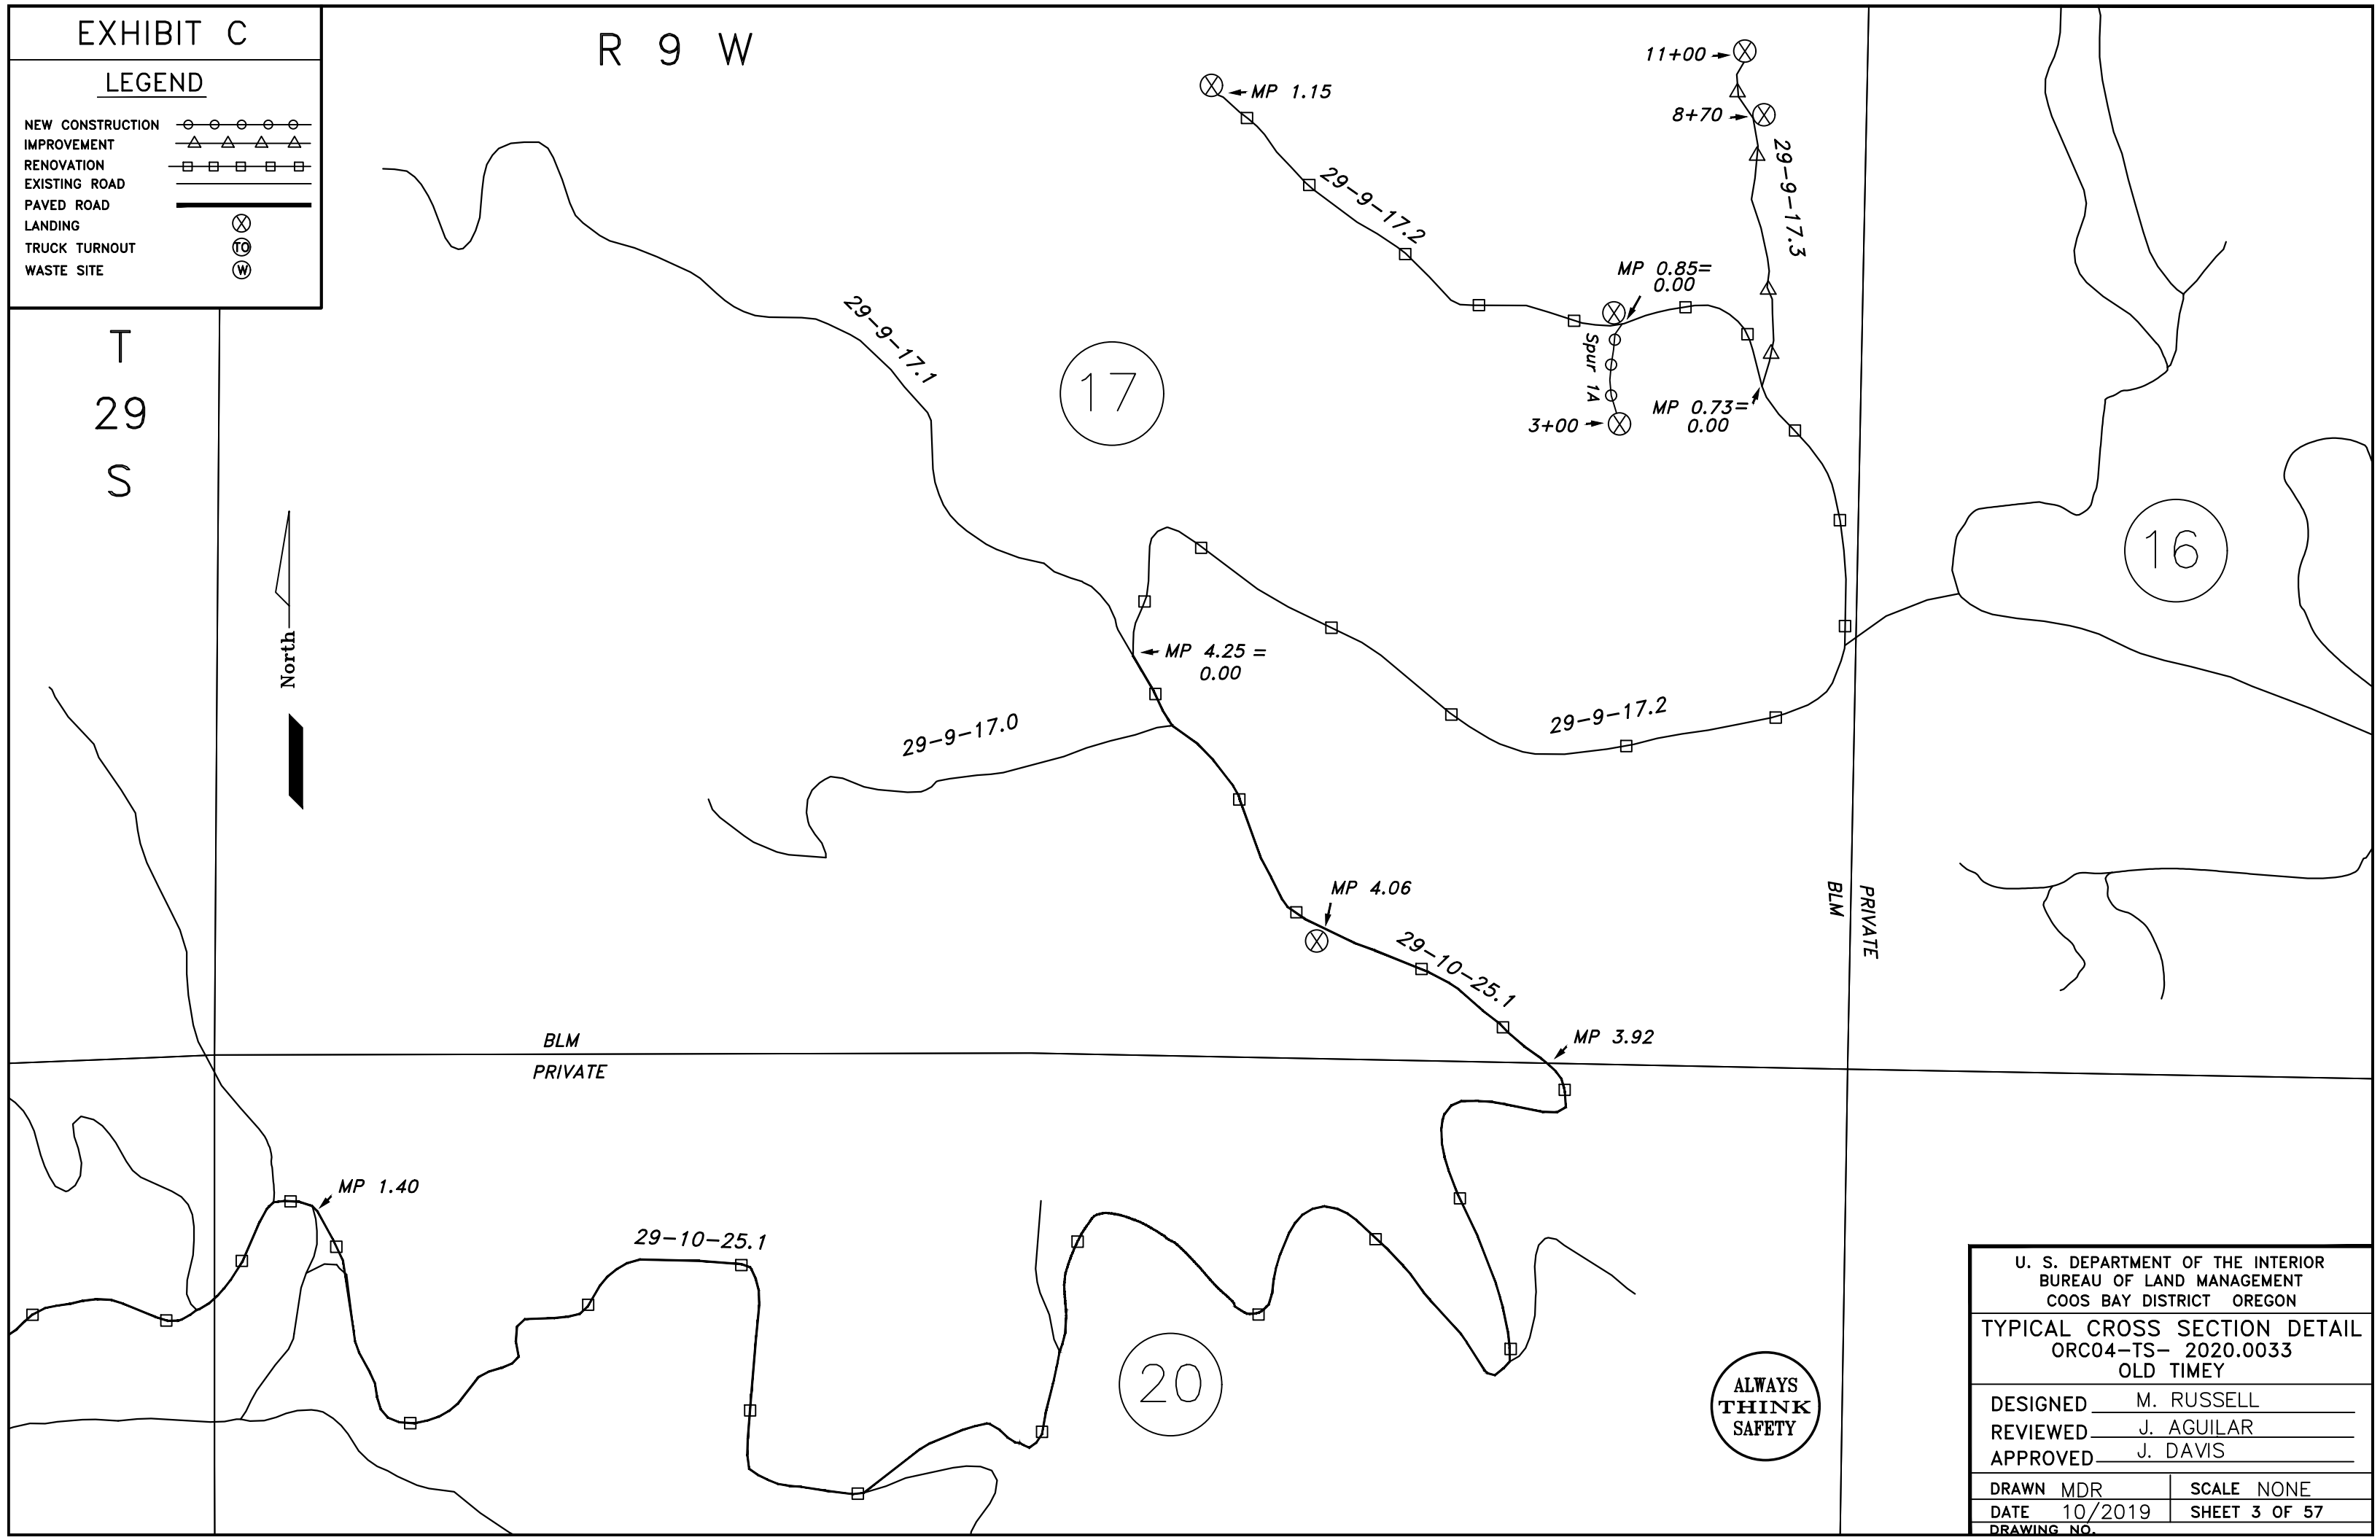 EXHIBIT C
LEGEND
NEW CONSTRUCTION
IMPROVEMENT
RENOVATION
EXISTING ROAD
PAVED ROAD
LANDING
TRUCK TURNOUT TO
WASTE SITE W
R 9 W
T
29
S
North
11+00
8+70
MP 1.15
29-9-17.2
29-9-17.3
MP 0.85=
0.00
Spur 1A
3+00
MP 0.73=
0.00
29-9-17.1
17
16
MP 4.25 =
0.00
29-9-17.0
29-9-17.2
MP 4.06
29-10-25.1
BLM
PRIVATE
MP 3.92
BLM
PRIVATE
MP 1.40
29-10-25.1
20
ALWAYS
THINK
SAFETY
U. S. DEPARTMENT OF THE INTERIOR
BUREAU OF LAND MANAGEMENT
COOS BAY DISTRICT OREGON
TYPICAL CROSS SECTION DETAIL
ORC04-TS- 2020.0033
OLD TIMEY
DESIGNED M. RUSSELL
REVIEWED J. AGUILAR
APPROVED J. DAVIS
DRAWN MDR SCALE NONE
DATE 10/2019 SHEET 3 OF 57
DRAWING NO.